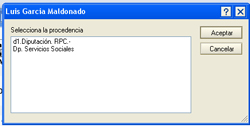 Luis García Maldonado
Selecciona la procedencia
d1.Diputación. RPC.-
Dp. Servicios Sociales
Aceptar
Cancelar